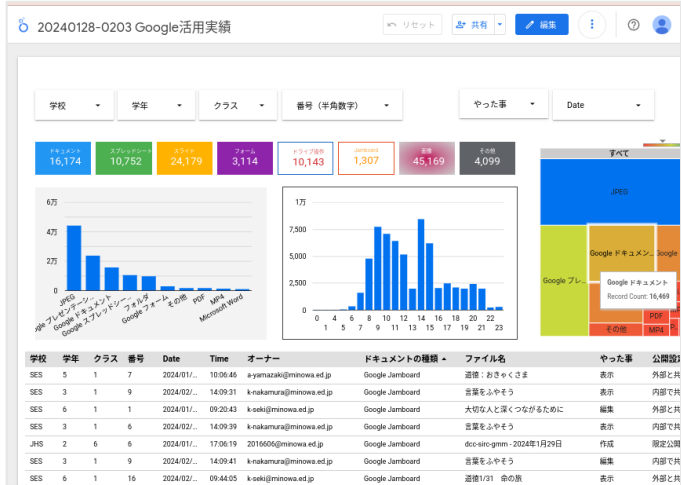 20240128-0203 Google活用実績
リセット
共有
編集
学校
学年
クラス
番号（半角数字）
やった事
Date
ドキュメント
16,174
スプレッドシート
10,752
スライド
24,179
フォーム
3,114
ドライブ操作
10,143
Jamboard
1,307
画像
45,169
その他
4,099
6万
4万
2万
0
JPEG
gle プレゼンテーシ...
Google ドキュメント
Google スプレッドシー...
フォルダ
Google フォーム
その他
PDF
MP4
Microsoft Word
1万
7,500
5,000
2,500
0
0 4 6 8 10 12 14 16 18 20 22
1 5 7 9 11 13 15 17 19 21 23
すべて
JPEG
Google ドキュメン...
Google
Google プレ...
Google ドキュメント
Record Count: 16,469
PDF
その他
MP4
学校 学年 クラス 番号 Date Time オーナー ドキュメントの種類 ファイル名 やった事 公開設定
SES 5 1 7 2024/01/... 10:06:46 a-yamazaki@minowa.ed.jp Google Jamboard 道徳：おきゃくさま 表示 外部と共
SES 3 1 9 2024/02/... 14:09:31 k-nakamura@minowa.ed.jp Google Jamboard 言葉をふやそう 表示 内部で共
SES 6 1 1 2024/01/... 09:20:43 k-seki@minowa.ed.jp Google Jamboard 大切な人と深くつながるために 編集 外部と共
SES 3 1 6 2024/02/... 14:09:39 k-nakamura@minowa.ed.jp Google Jamboard 言葉をふやそう 表示 内部で共
JHS 2 6 6 2024/01/... 17:06:19 2016606@minowa.ed.jp Google Jamboard dcc-sirc-gmm - 2024年1月29日 作成 限定公開
SES 3 1 9 2024/02/... 14:09:41 k-nakamura@minowa.ed.jp Google Jamboard 言葉をふやそう 編集 内部で共
SES 6 1 16 2024/02/... 09:44:05 k-seki@minowa.ed.jp Google Jamboard 道徳1/31 命の旅 表示 外部と共